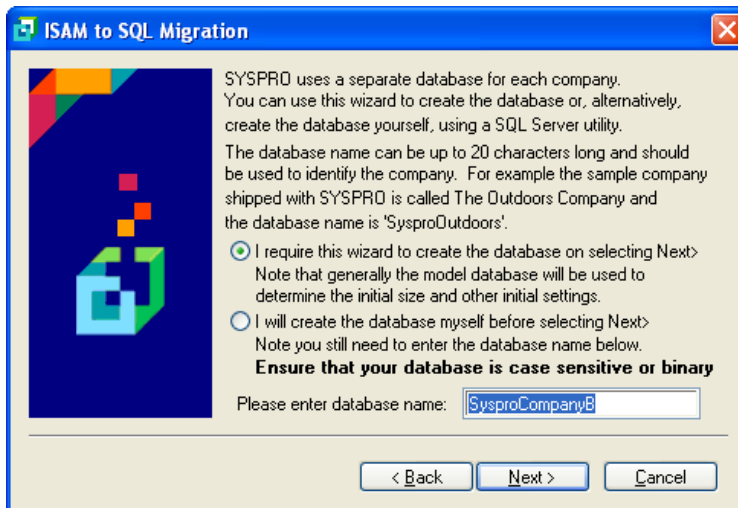 ISAM to SQL Migration
SYSPRO uses a separate database for each company.
You can use this wizard to create the database or, alternatively,
create the database yourself, using a SQL Server utility.
The database name can be up to 20 characters long and should
be used to identify the company. For example the sample company
shipped with SYSPRO is called The Outdoors Company and
the database name is 'SysproOutdoors'.
I require this wizard to create the database on selecting Next>
Note that generally the model database will be used to
determine the initial size and other initial settings.
I will create the database myself before selecting Next>
Note you still need to enter the database name below.
Ensure that your database is case sensitive or binary
Please enter database name: SysproCompanyB
< Back Next > Cancel